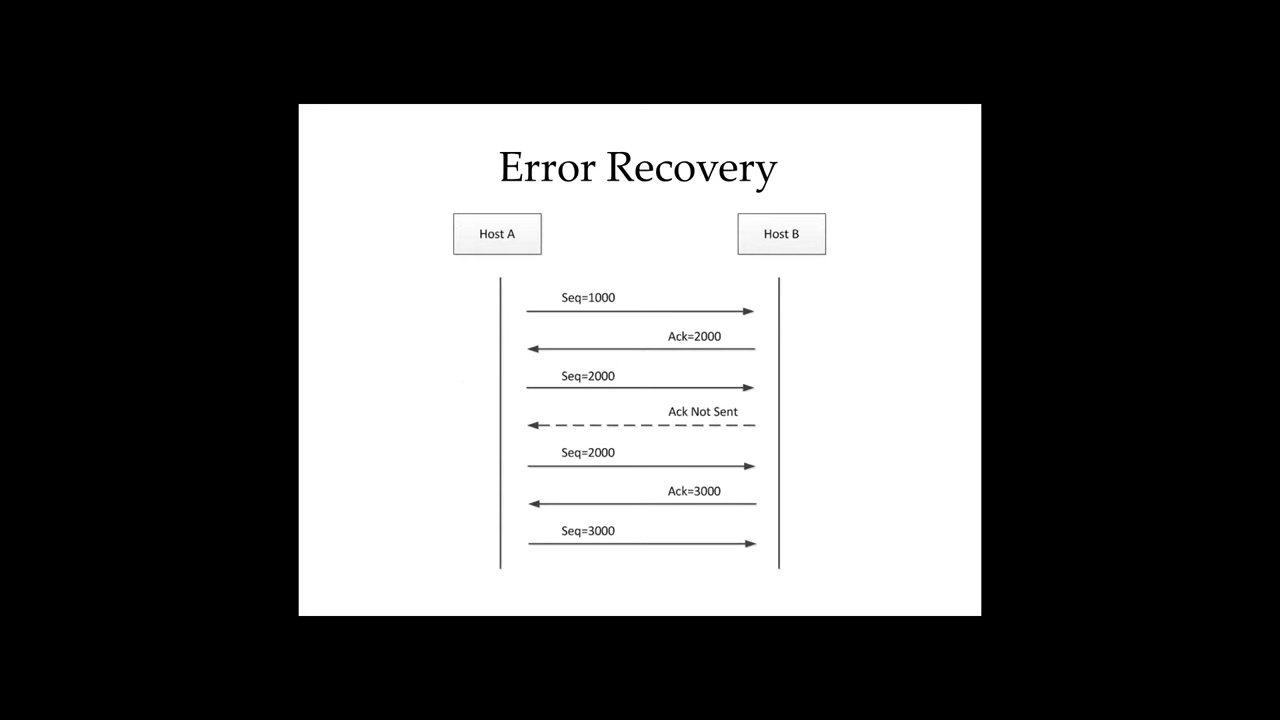 Error Recovery
Host A
Host B
Seq=1000
Ack=2000
Seq=2000
Ack Not Sent
Seq=2000
Ack=3000
Seq=3000